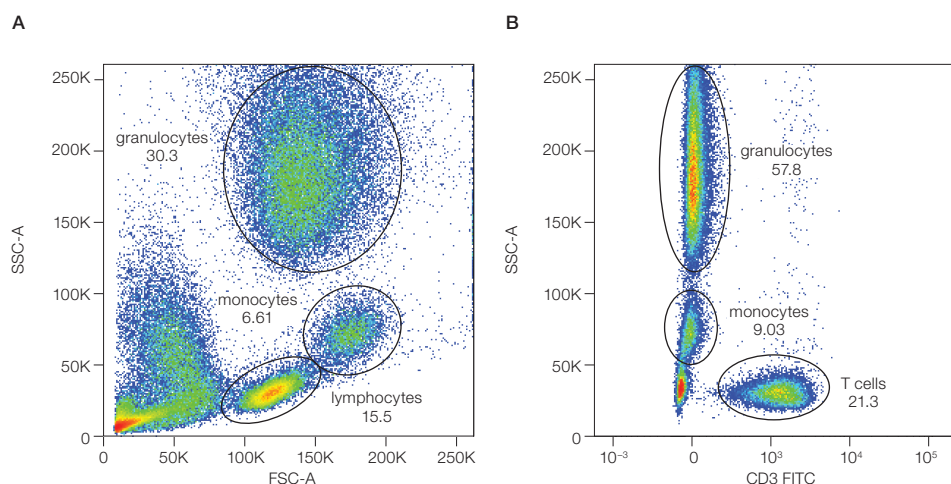 A
250K
200K
150K
100K
50K
0
SSC-A
granulocytes
30.3
monocytes
6.61
lymphocytes
15.5
0
50K
100K
150K
200K
250K
FSC-A
B
250K
200K
150K
100K
50K
0
SSC-A
granulocytes
57.8
monocytes
9.03
T cells
21.3
10⁻³
0
10³
10⁴
10⁵
CD3 FITC